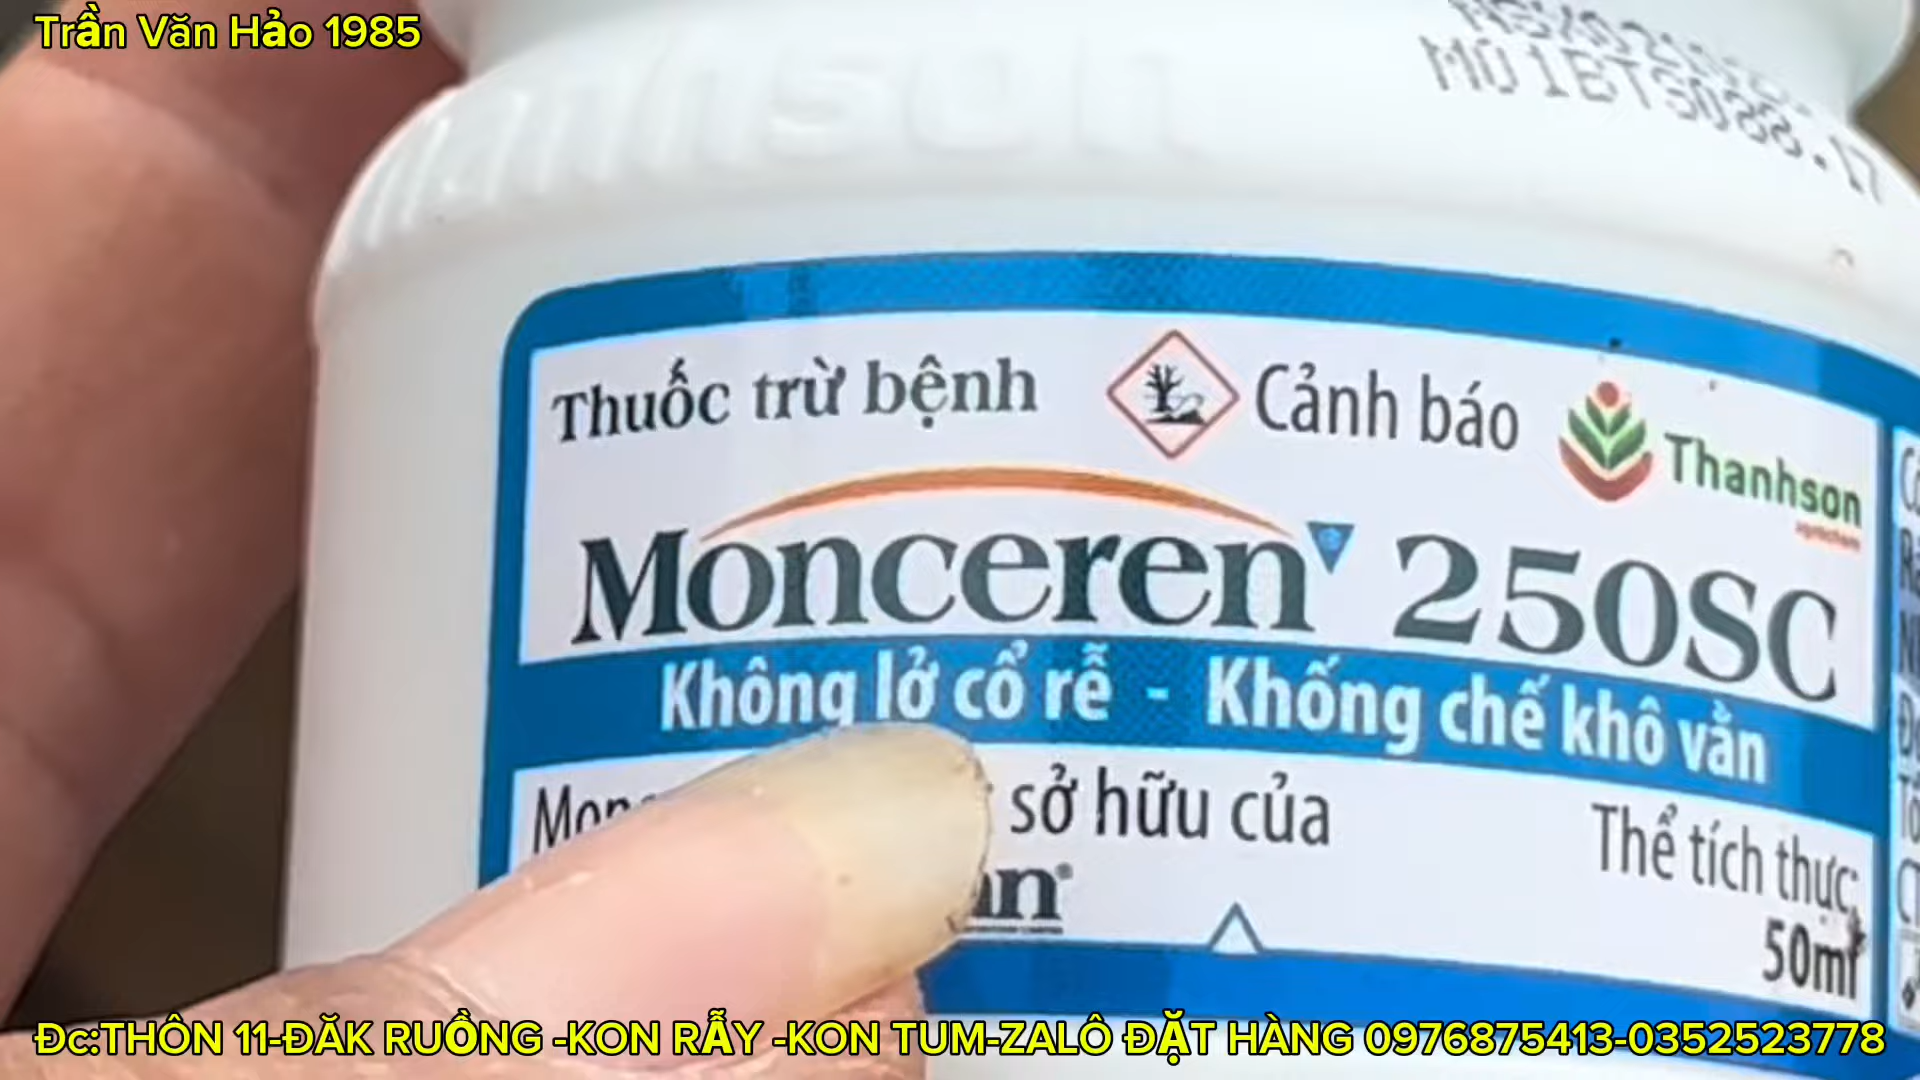 Trần Văn Hảo 1985
Thuốc trừ bệnh
Cảnh báo
Thanhson
Monceren 250SC
Không lở cổ rễ - Khống chế khô vằn
sở hữu của
Thể tích thực:
50ml
Đc:THÔN 11-ĐĂK RUỒNG -KON RẪY -KON TUM-ZALÔ ĐẶT HÀNG 0976875413-0352523778